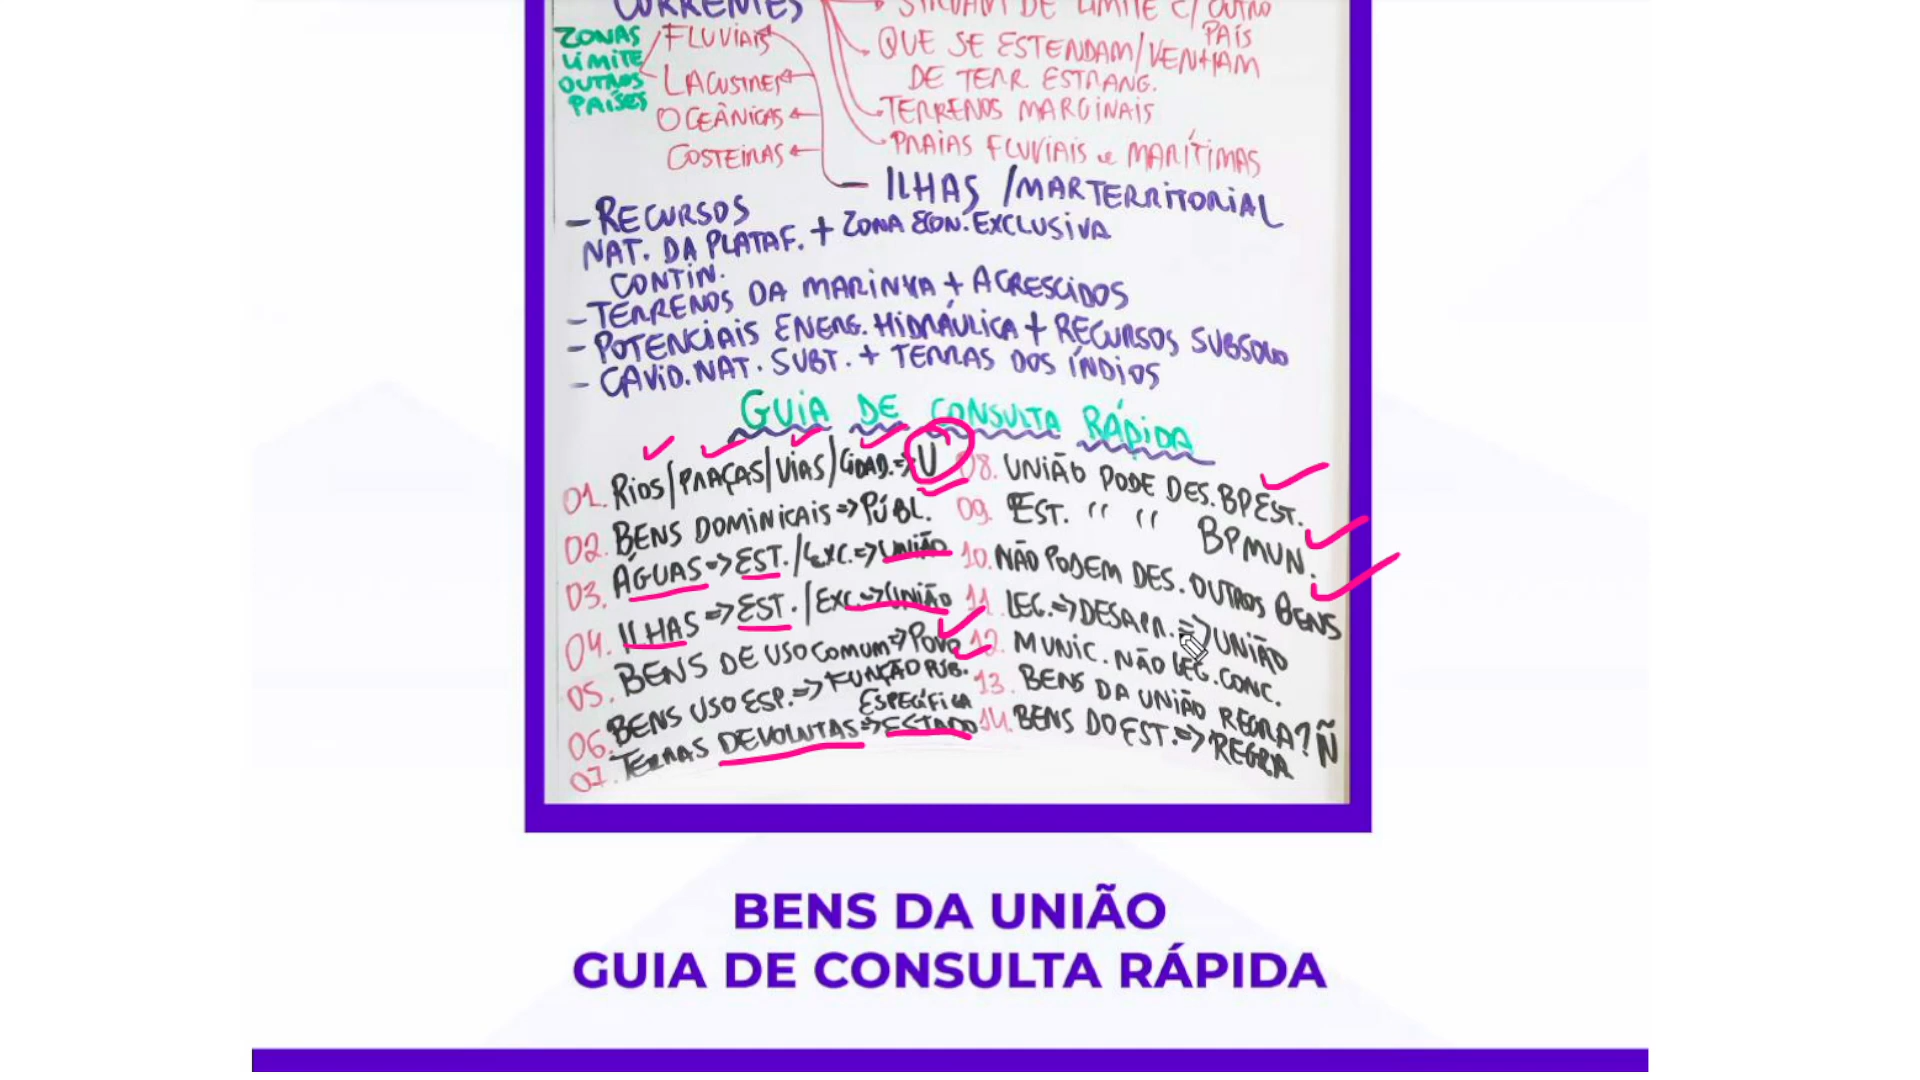 CORRENTES
SIRVAM DE LIMITE C/ OUTRO
PAÍS
ZONAS
LIMITE
OUTROS
PAÍSES
FLUVIAIS
LACUSTRES
OCEÂNICAS
COSTEIRAS
QUE SE ESTENDAM/VENHAM
DE TERR ESTRANG.
TERRENOS MARGINAIS
PRAIAS FLUVIAIS e MARÍTIMAS
- ILHAS /MAR TERRITORIAL
- RECURSOS
NAT. DA PLATAF. + ZONA ECON. EXCLUSIVA
CONTIN.
- TERRENOS DA MARINHA + ACRESCIDOS
- POTENCIAIS ENERG. HIDRÁULICA + RECURSOS SUBSOLO
- CAVID. NAT. SUBT. + TERRAS DOS ÍNDIOS
GUIA DE CONSULTA RÁPIDA
01. RIOS/PRAÇAS/VIAS/CIDAD.=> U
02. BENS DOMINICAIS => PÚBL.
03. ÁGUAS => EST./EXC.=> UNIÃO
04. ILHAS => EST./EXC.=> UNIÃO
05. BENS DE USO COMUM => POVO
06. BENS USO ESP.=> FUNÇÃO PÚB.
ESPECÍFICA
07. TERRAS DEVOLUTAS => ESTADO
08. UNIÃO PODE DES. BPEST.
09. EST. " " BPMUN.
10. NÃO PODEM DES. OUTROS BENS
11. LEG.=> DESAPR.=> UNIÃO
12. MUNIC. NÃO LEG. CONC.
13. BENS DA UNIÃO REGRA? Ñ
14. BENS DO EST.=> REGRA
BENS DA UNIÃO
GUIA DE CONSULTA RÁPIDA